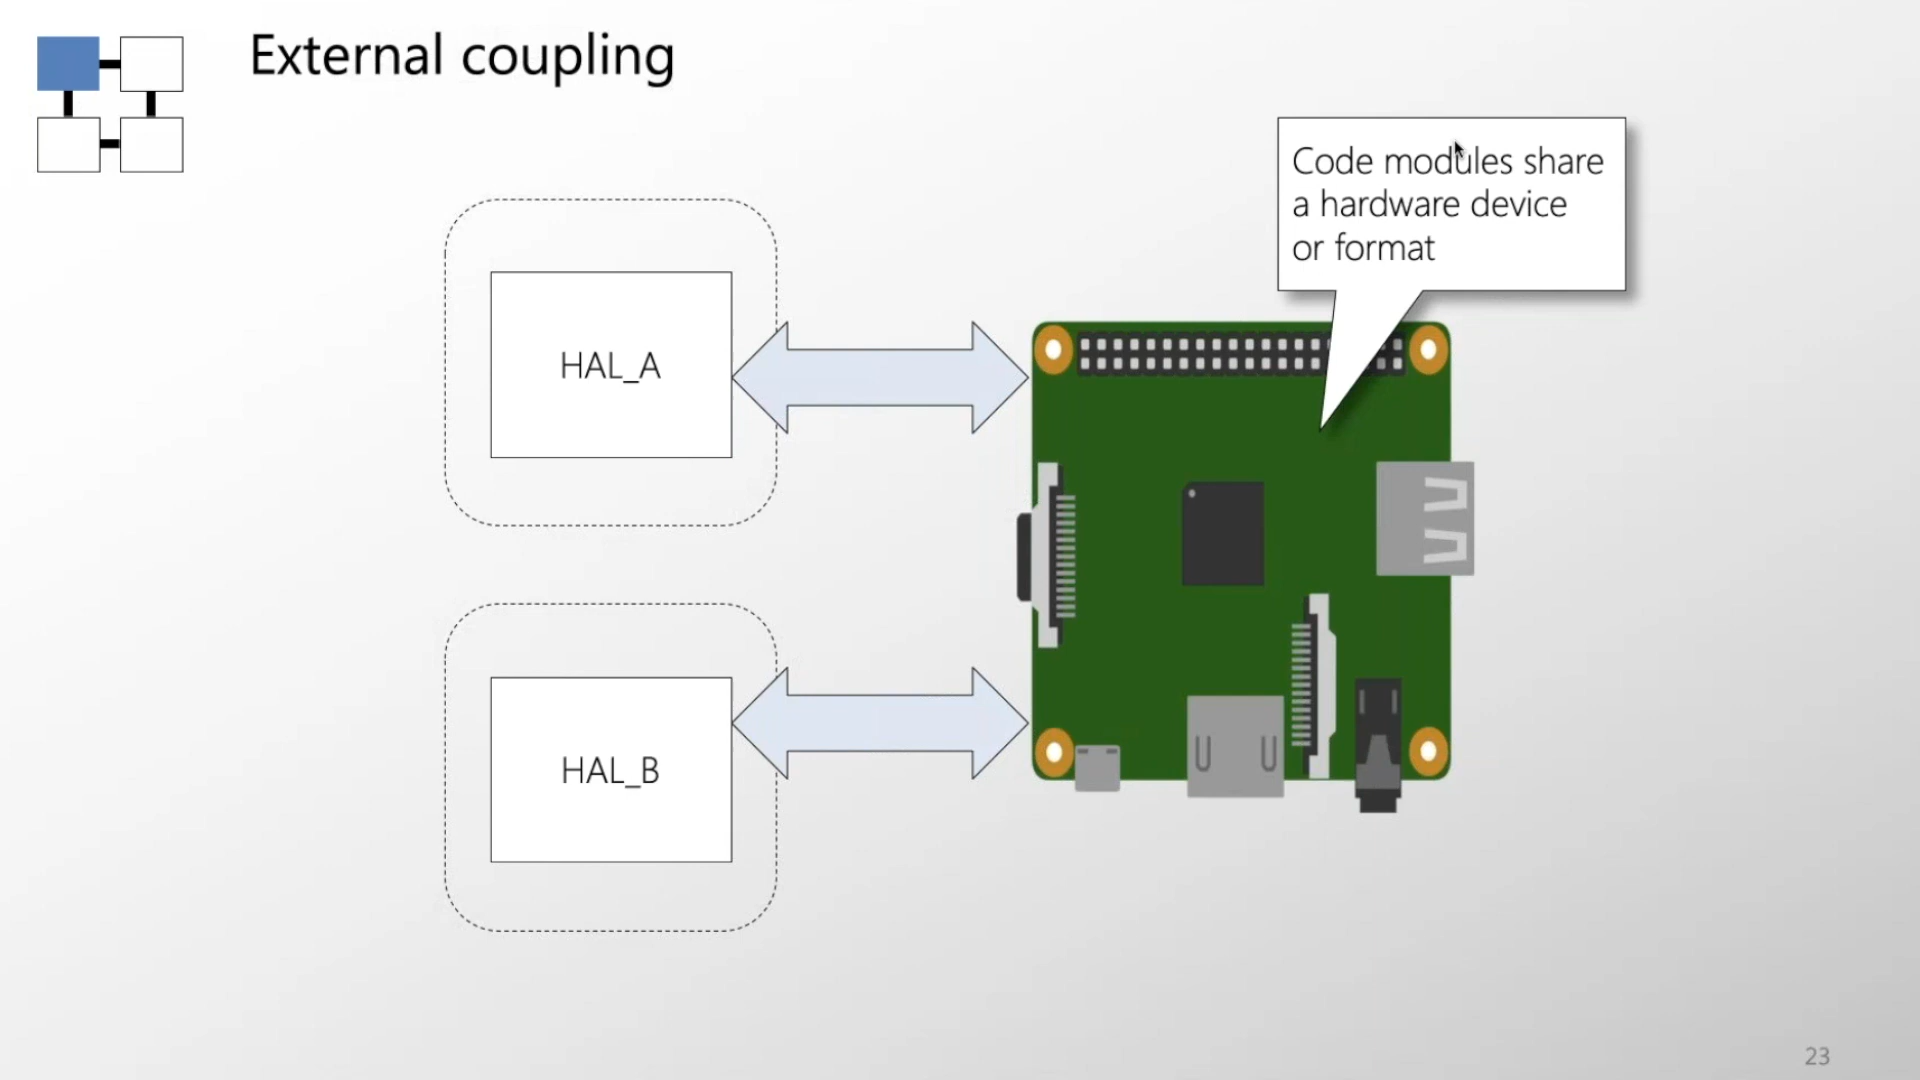 External coupling
Code modules share
a hardware device
or format
HAL_A
HAL_B
23